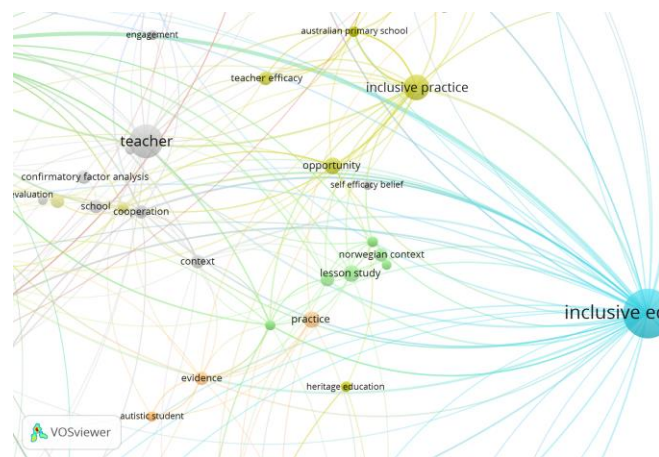 engagement
australian primary school
teacher efficacy
inclusive practice
teacher
opportunity
confirmatory factor analysis
self efficacy belief
evaluation
school
cooperation
norwegian context
context
lesson study
inclusive ed
practice
evidence
heritage education
autistic student
VOSviewer